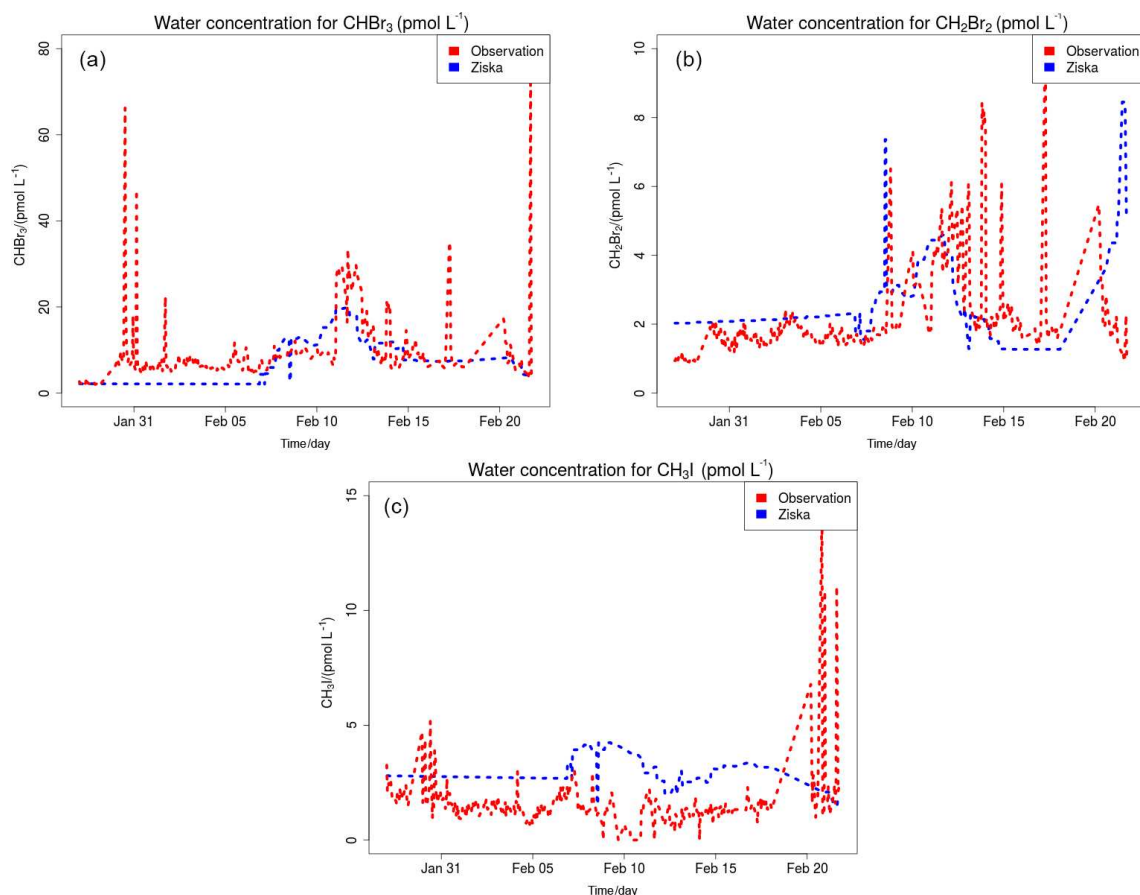 Water concentration for CHBr₃ (pmol L⁻¹)
(a)
Observation
Ziska
80
60
40
20
0
CHBr₃/(pmol L⁻¹)
Jan 31 Feb 05 Feb 10 Feb 15 Feb 20
Time/day
Water concentration for CH₂Br₂ (pmol L⁻¹)
(b)
Observation
Ziska
10
8
6
4
2
0
CH₂Br₂/(pmol L⁻¹)
Jan 31 Feb 05 Feb 10 Feb 15 Feb 20
Time/day
Water concentration for CH₃I (pmol L⁻¹)
(c)
Observation
Ziska
15
10
5
0
CH₃I/(pmol L⁻¹)
Jan 31 Feb 05 Feb 10 Feb 15 Feb 20
Time/day